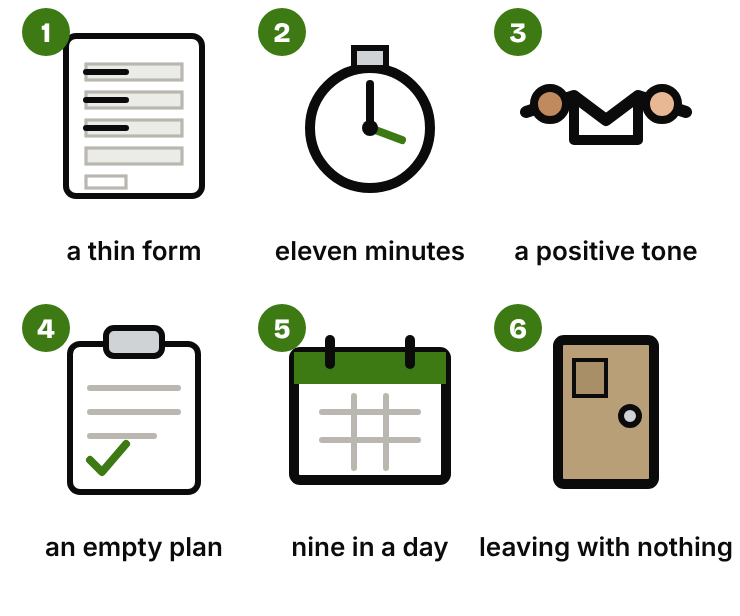 1
2
3
a thin form
eleven minutes
a positive tone
4
5
6
an empty plan
nine in a day
leaving with nothing